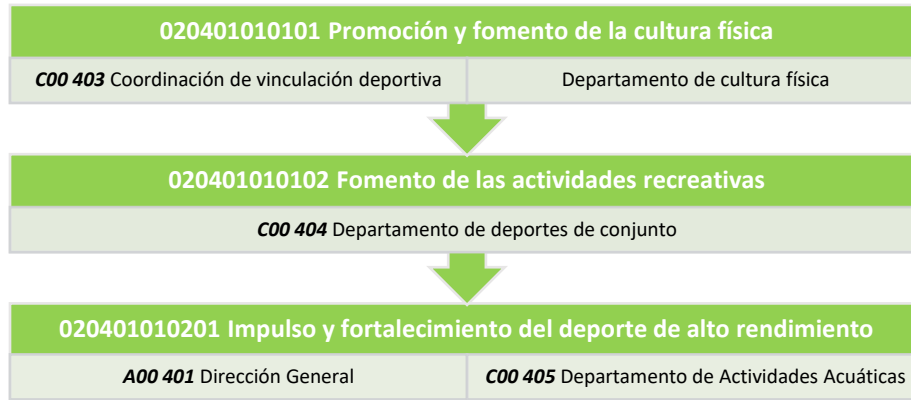 020401010101 Promoción y fomento de la cultura física
C00 403 Coordinación de vinculación deportiva
Departamento de cultura física
020401010102 Fomento de las actividades recreativas
C00 404 Departamento de deportes de conjunto
020401010201 Impulso y fortalecimiento del deporte de alto rendimiento
A00 401 Dirección General
C00 405 Departamento de Actividades Acuáticas